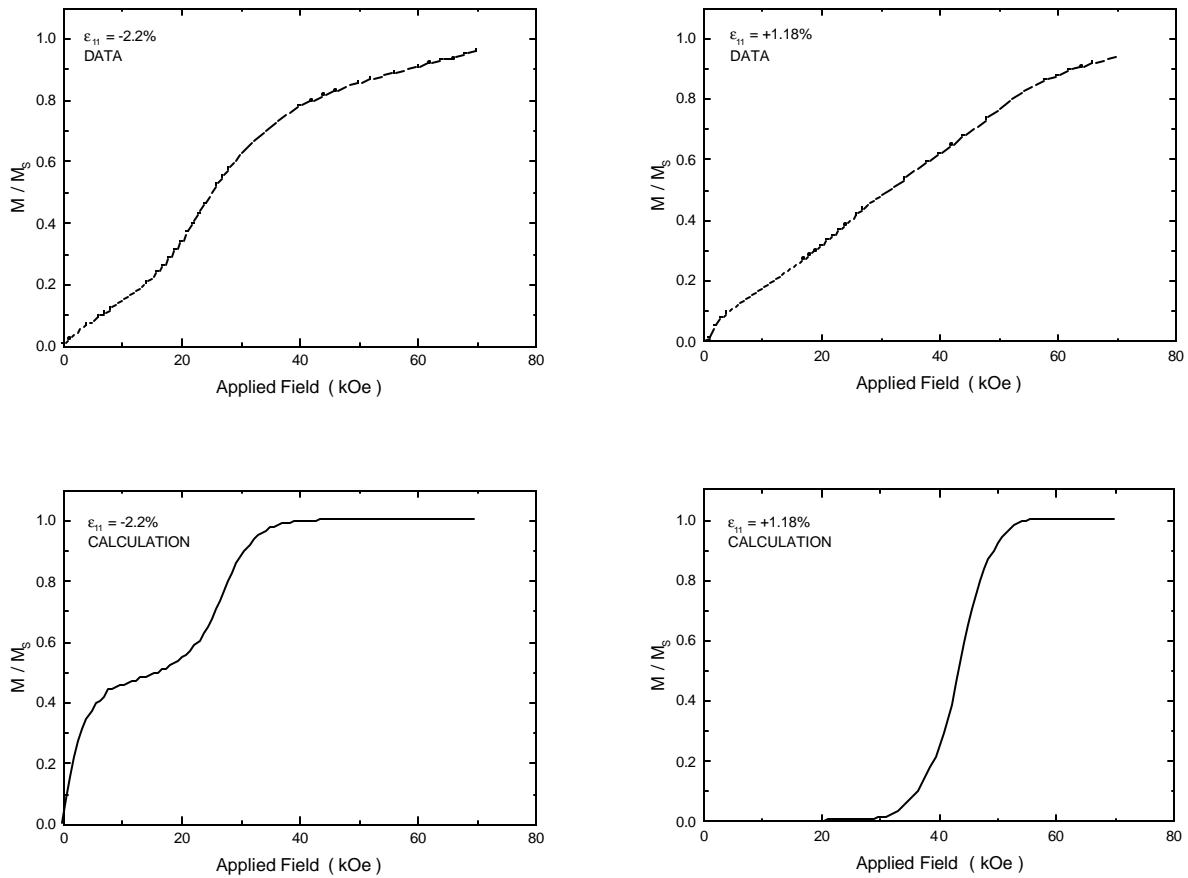 ε₁₁ = -2.2%
DATA
1.0
0.8
0.6
0.4
0.2
0.0
M / Mₛ
0 20 40 60 80
Applied Field ( kOe )
ε₁₁ = +1.18%
DATA
1.0
0.8
0.6
0.4
0.2
0.0
M / Mₛ
0 20 40 60 80
Applied Field ( kOe )
ε₁₁ = -2.2%
CALCULATION
1.0
0.8
0.6
0.4
0.2
0.0
M / Mₛ
0 20 40 60 80
Applied Field ( kOe )
ε₁₁ = +1.18%
CALCULATION
1.0
0.8
0.6
0.4
0.2
0.0
M / Mₛ
0 20 40 60 80
Applied Field ( kOe )